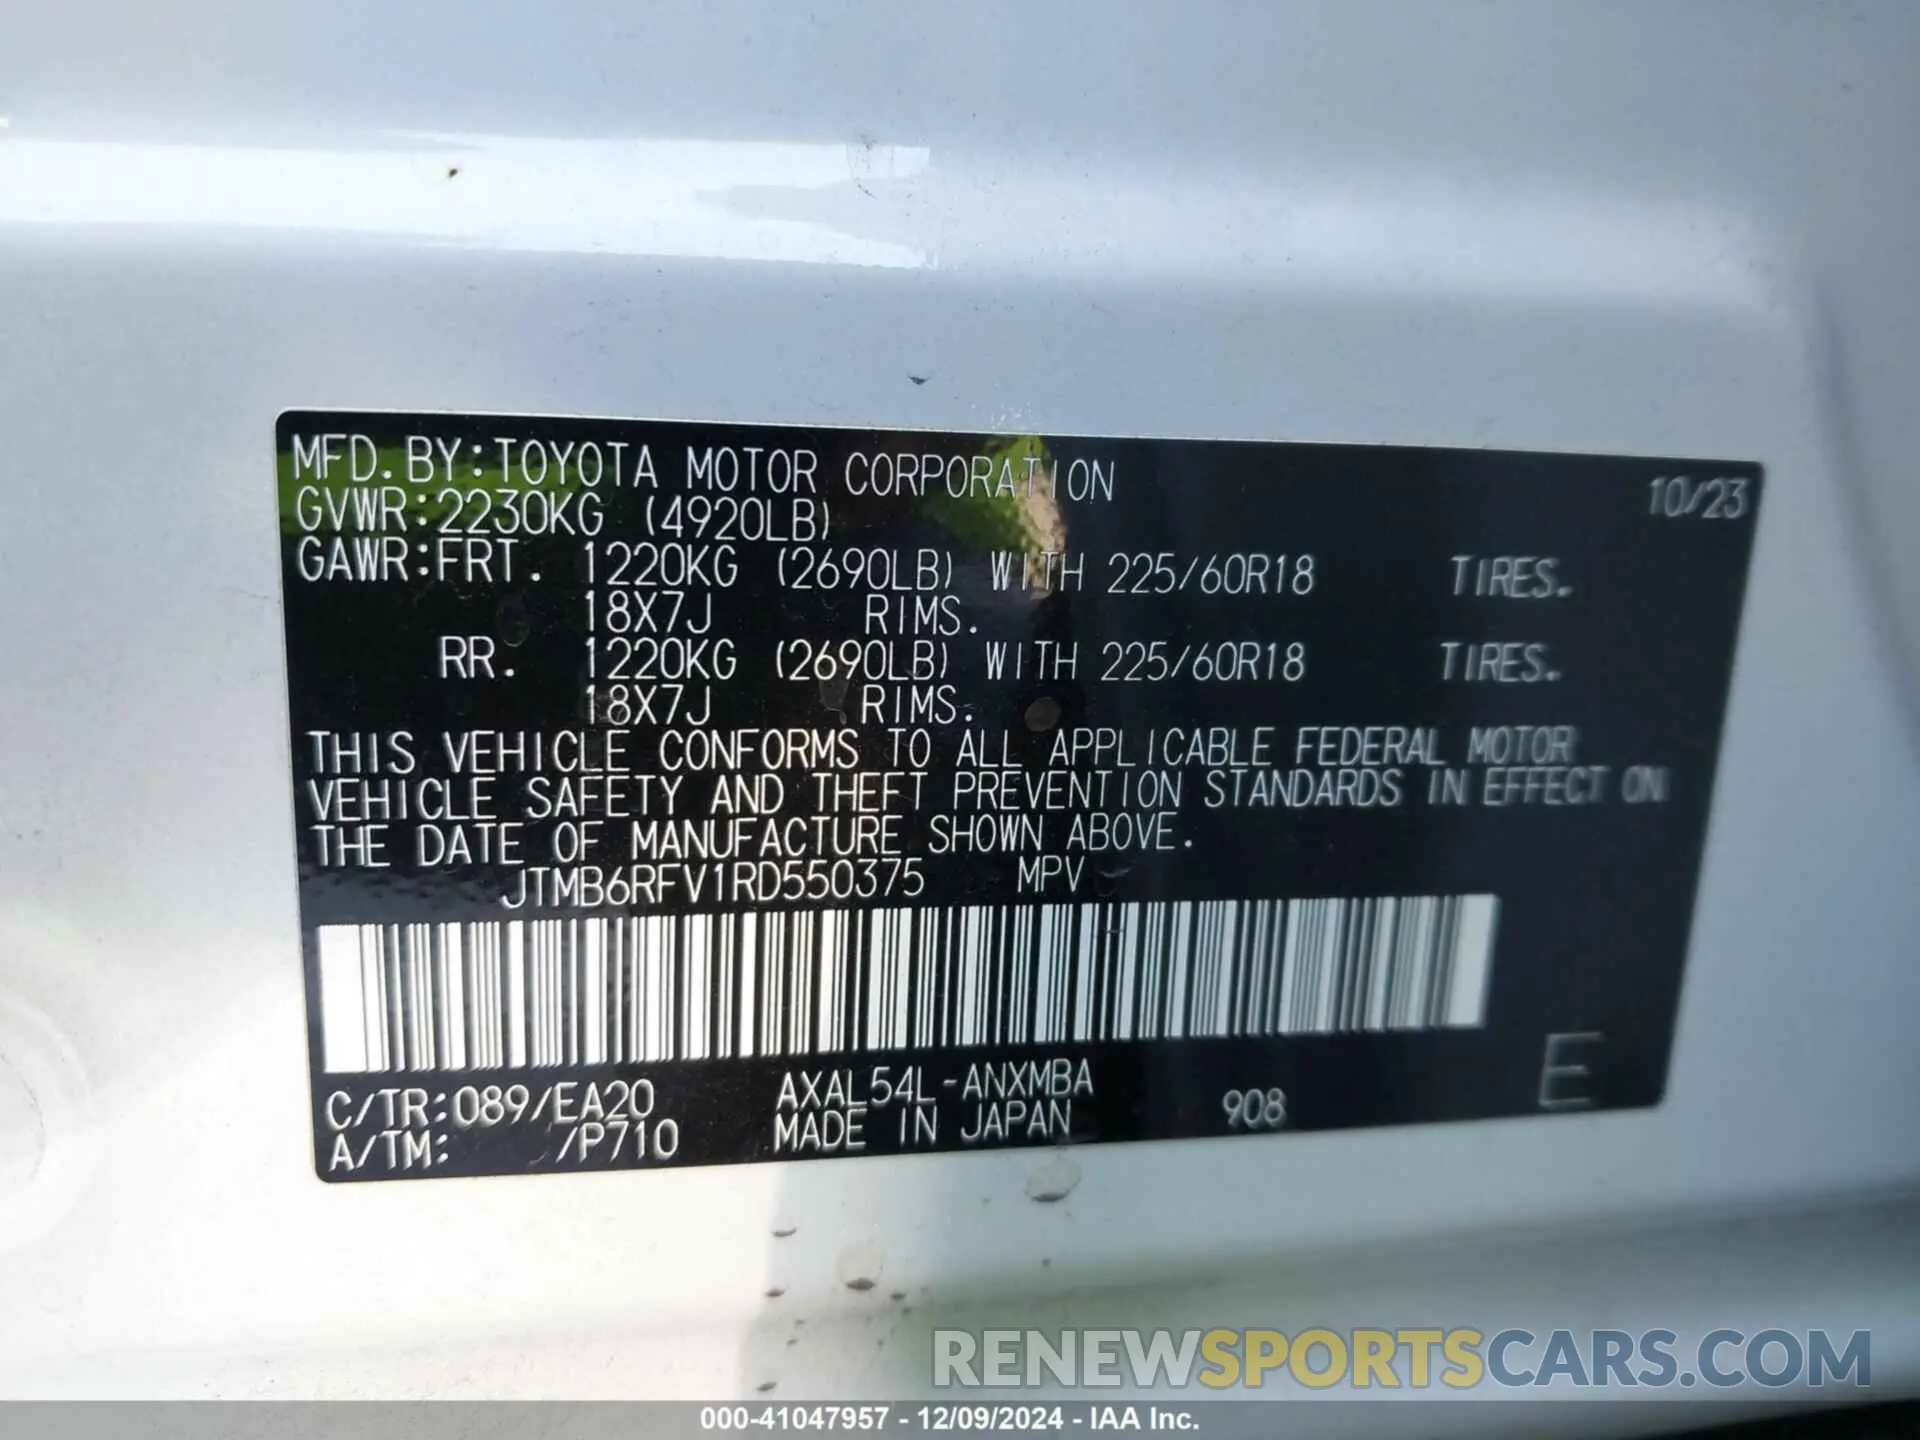 MFD.BY:TOYOTA MOTOR CORPORATION 10/23
GVWR:2230KG (4920LB)
GAWR:FRT. 1220KG (2690LB) WITH 225/60R18 TIRES.
18X7J RIMS.
RR. 1220KG (2690LB) WITH 225/60R18 TIRES.
18X7J RIMS.
THIS VEHICLE CONFORMS TO ALL APPLICABLE FEDERAL MOTOR
VEHICLE SAFETY AND THEFT PREVENTION STANDARDS IN EFFECT ON
THE DATE OF MANUFACTURE SHOWN ABOVE.
JTMB6RFV1RD550375 MPV
C/TR:089/EA20 AXAL54L-ANXMBA
A/TM: /P710 MADE IN JAPAN 908 E
RENEWSPORTSCARS.COM
000-41047957 - 12/09/2024 - IAA Inc.